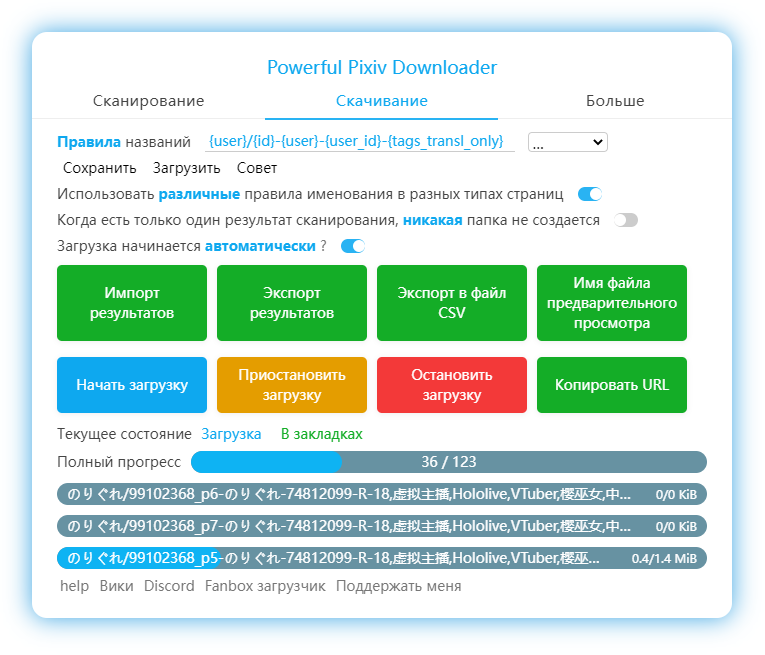 Powerful Pixiv Downloader
Сканирование Скачивание Больше
Правила названий {user}/{id}-{user}-{user_id}-{tags_transl_only} ...
Сохранить Загрузить Совет
Использовать различные правила именования в разных типах страниц
Когда есть только один результат сканирования, никакая папка не создается
Загрузка начинается автоматически ?
Импорт результатов
Экспорт результатов
Экспорт в файл CSV
Имя файла предварительного просмотра
Начать загрузку
Приостановить загрузку
Остановить загрузку
Копировать URL
Текущее состояние Загрузка В закладках
Полный прогресс 36 / 123
のりぐれ/99102368_p6-のりぐれ-74812099-R-18,虚拟主播,Hololive,VTuber,樱巫女,中... 0/0 KiB
のりぐれ/99102368_p7-のりぐれ-74812099-R-18,虚拟主播,Hololive,VTuber,樱巫女,中... 0/0 KiB
のりぐれ/99102368_p5-のりぐれ-74812099-R-18,虚拟主播,Hololive,VTuber,樱巫... 0.4/1.4 MiB
help Вики Discord Fanbox загрузчик Поддержать меня